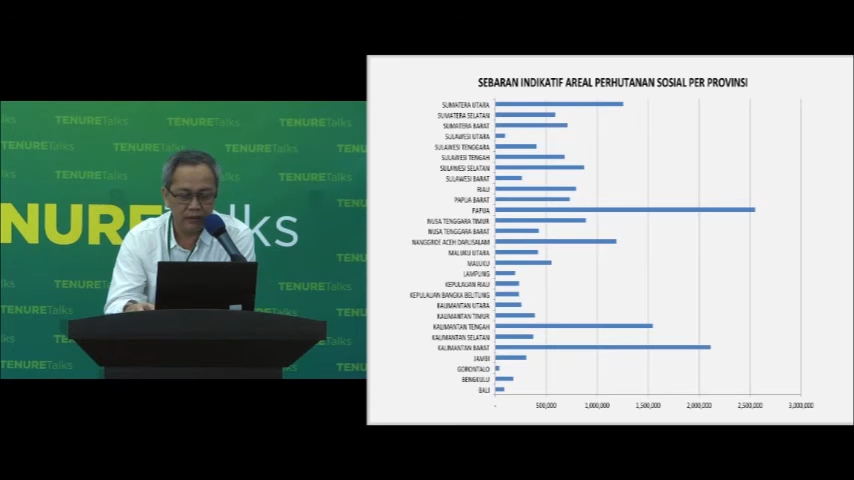 TENURETalks
TENURETalks
TENURETalks
TENURETalks
TENURETalks
TENURETalks
TENURETalks
NURETalks
TENURETalks
TENURETalks
TENURETalks
TENURETalks
TENURETalks
SEBARAN INDIKATIF AREAL PERHUTANAN SOSIAL PER PROVINSI
SUMATERA UTARA
SUMATERA SELATAN
SUMATERA BARAT
SULAWESI UTARA
SULAWESI TENGGARA
SULAWESI TENGAH
SULAWESI SELATAN
SULAWESI BARAT
RIAU
PAPUA BARAT
PAPUA
NUSA TENGGARA TIMUR
NUSA TENGGARA BARAT
NANGGROE ACEH DARUSSALAM
MALUKU UTARA
MALUKU
LAMPUNG
KEPULAUAN RIAU
KEPULAUAN BANGKA BELITUNG
KALIMANTAN UTARA
KALIMANTAN TIMUR
KALIMANTAN TENGAH
KALIMANTAN SELATAN
KALIMANTAN BARAT
JAMBI
GORONTALO
BENGKULU
BALI
- 500,000 1,000,000 1,500,000 2,000,000 2,500,000 3,000,000